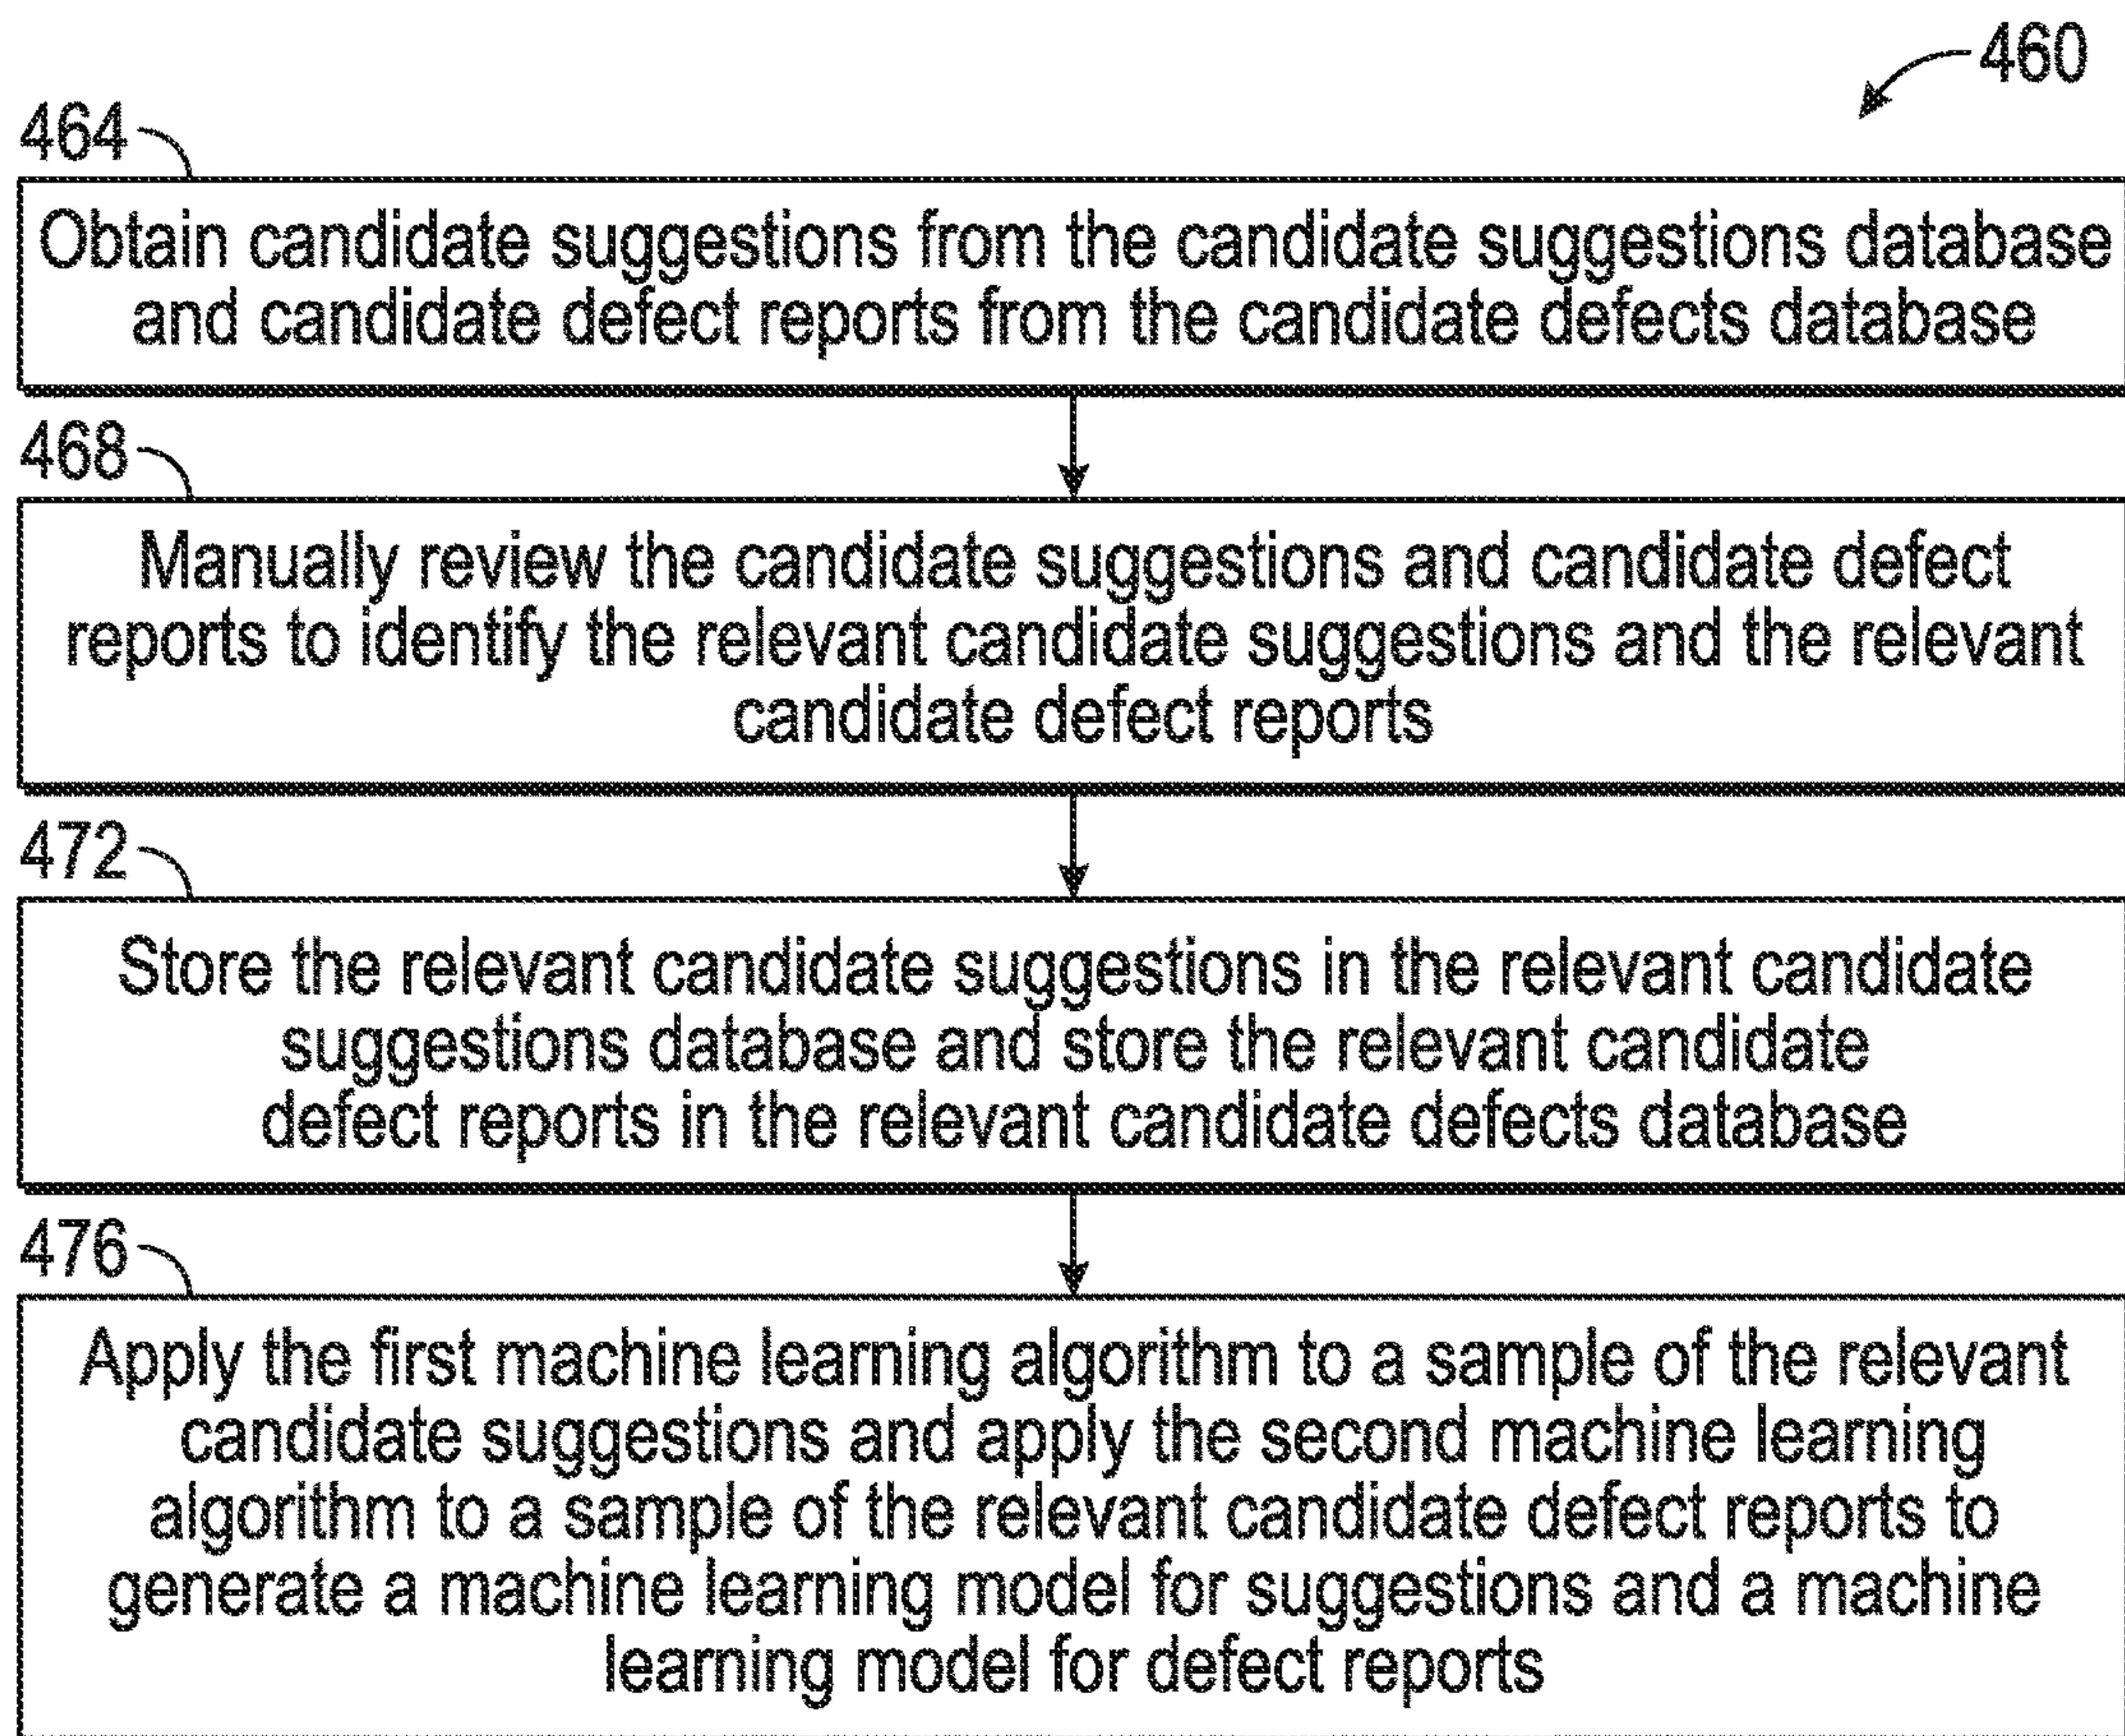 460
464
Obtain candidate suggestions from the candidate suggestions database
and candidate defect reports from the candidate defects database
468
Manually review the candidate suggestions and candidate defect
reports to identify the relevant candidate suggestions and the relevant
candidate defect reports
472
Store the relevant candidate suggestions in the relevant candidate
suggestions database and store the relevant candidate
defect reports in the relevant candidate defects database
476
Apply the first machine learning algorithm to a sample of the relevant
candidate suggestions and apply the second machine learning
algorithm to a sample of the relevant candidate defect reports to
generate a machine learning model for suggestions and a machine
learning model for defect reports